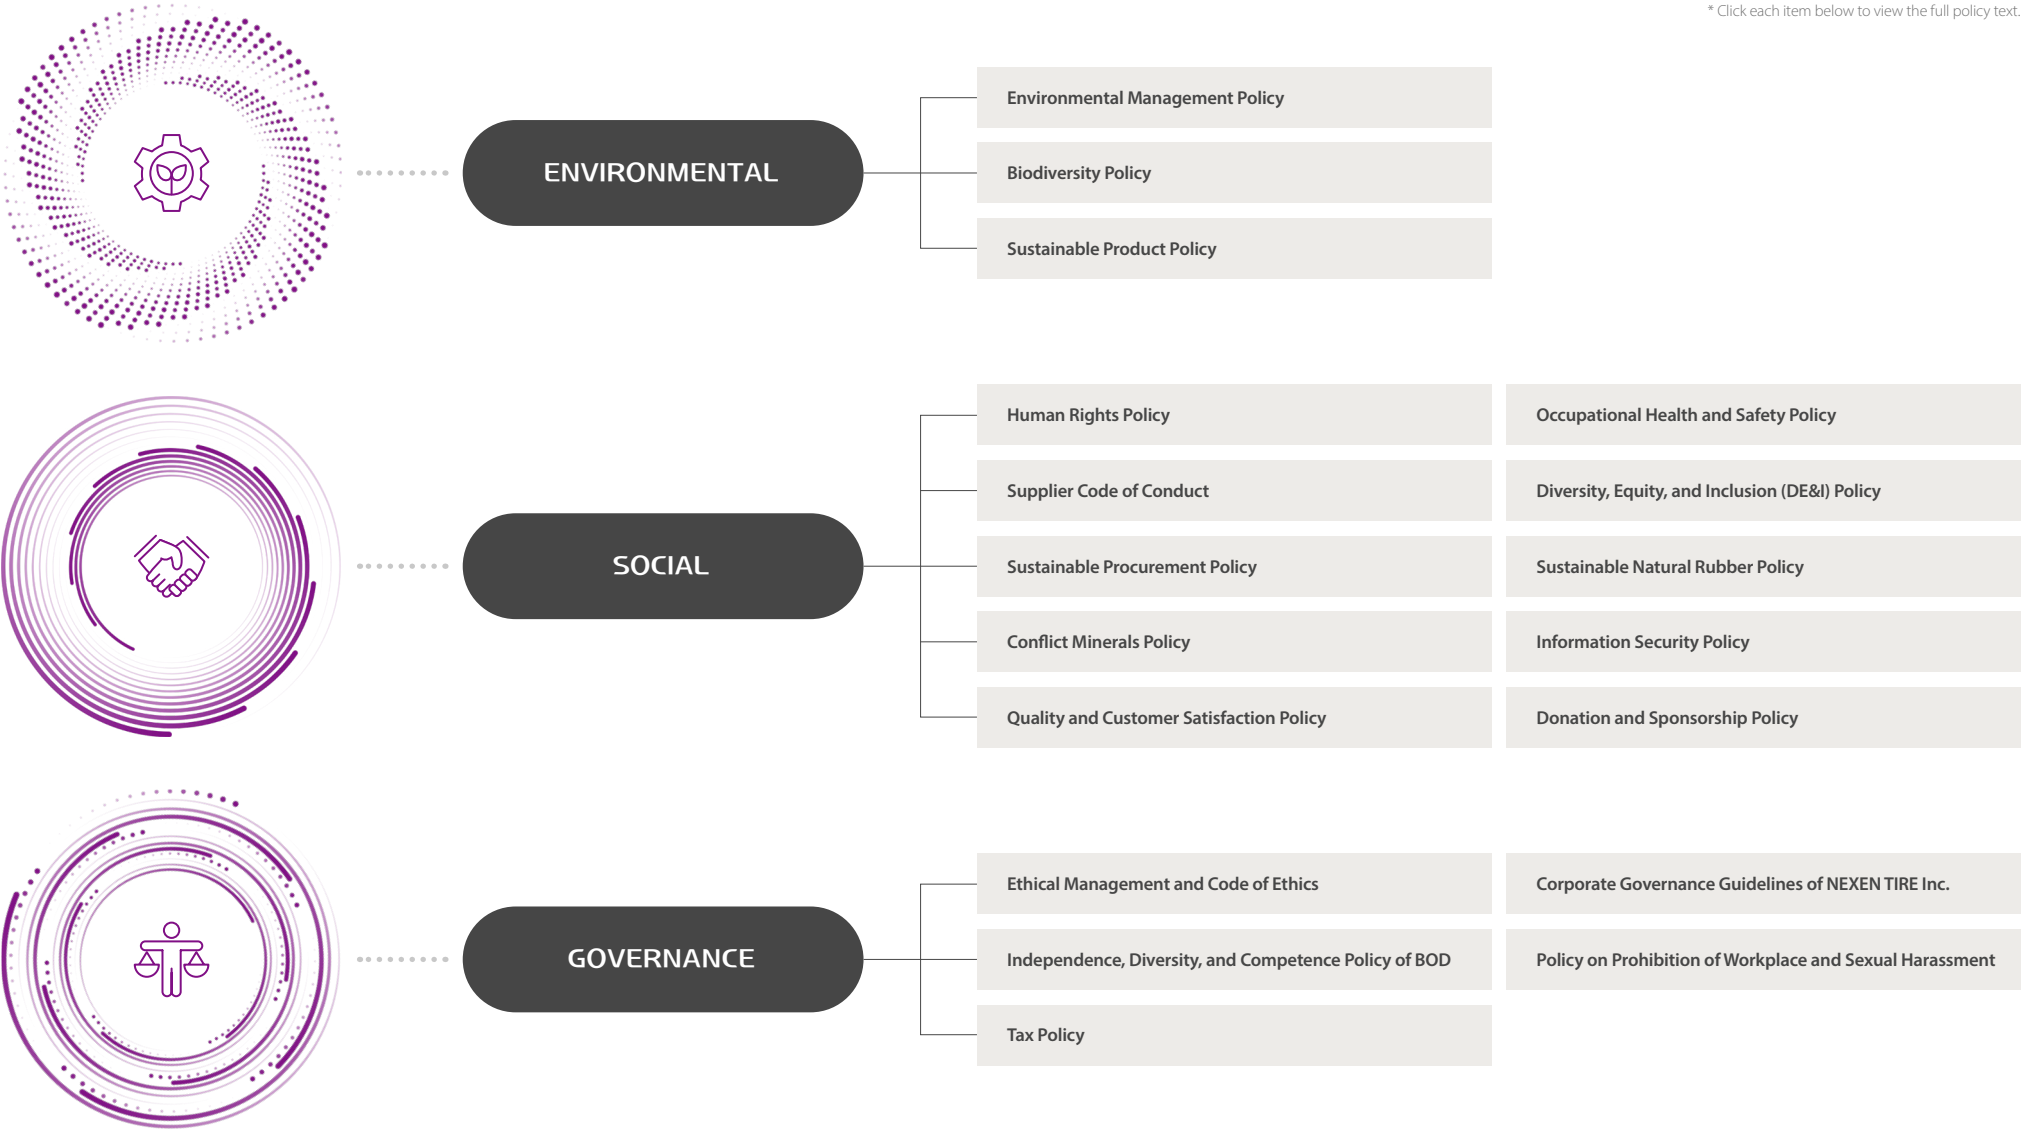 * Click each item below to view the full policy text.
ENVIRONMENTAL
Environmental Management Policy
Biodiversity Policy
Sustainable Product Policy
SOCIAL
Human Rights Policy
Occupational Health and Safety Policy
Supplier Code of Conduct
Diversity, Equity, and Inclusion (DE&I) Policy
Sustainable Procurement Policy
Sustainable Natural Rubber Policy
Conflict Minerals Policy
Information Security Policy
Quality and Customer Satisfaction Policy
Donation and Sponsorship Policy
GOVERNANCE
Ethical Management and Code of Ethics
Corporate Governance Guidelines of NEXEN TIRE Inc.
Independence, Diversity, and Competence Policy of BOD
Policy on Prohibition of Workplace and Sexual Harassment
Tax Policy